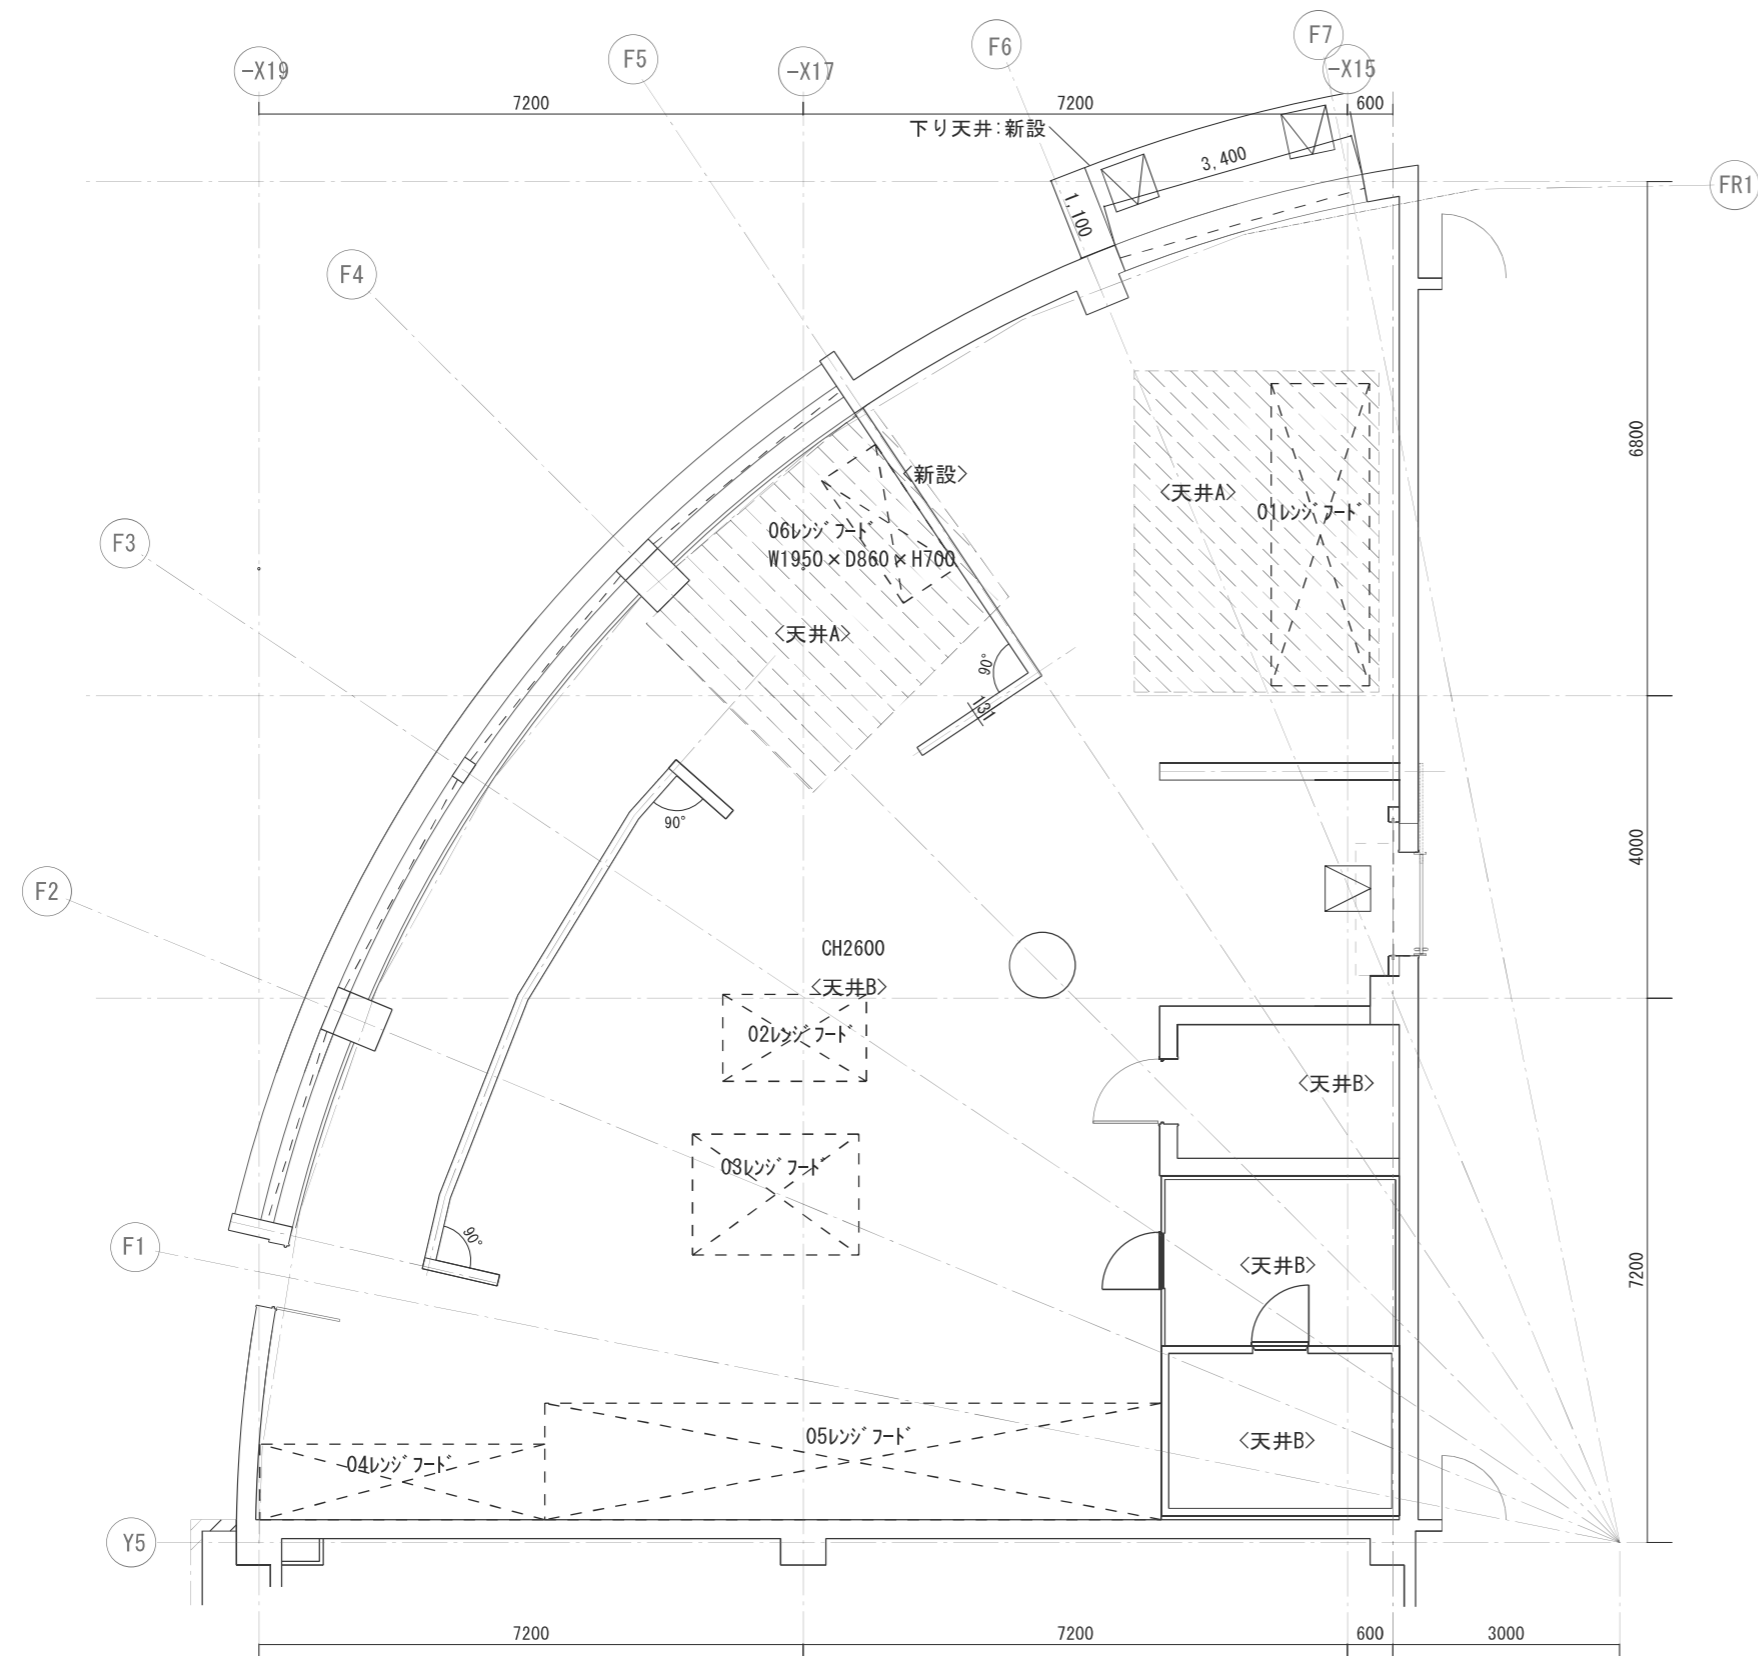 F7
F6
F5
-X19
-X17
-X15
7200
7200
600
下り天井:新設
3,400
FR1
1,100
F4
6800
<新設>
<天井A>
01レンジフード
06レンジフード
W1950×D860×H700
F3
<天井A>
90°
131
90°
4000
F2
CH2600
<天井B>
02レンジフード
<天井B>
03レンジフード
90°
F1
<天井B>
7200
05レンジフード
<天井B>
04レンジフード
Y5
7200
7200
600
3000